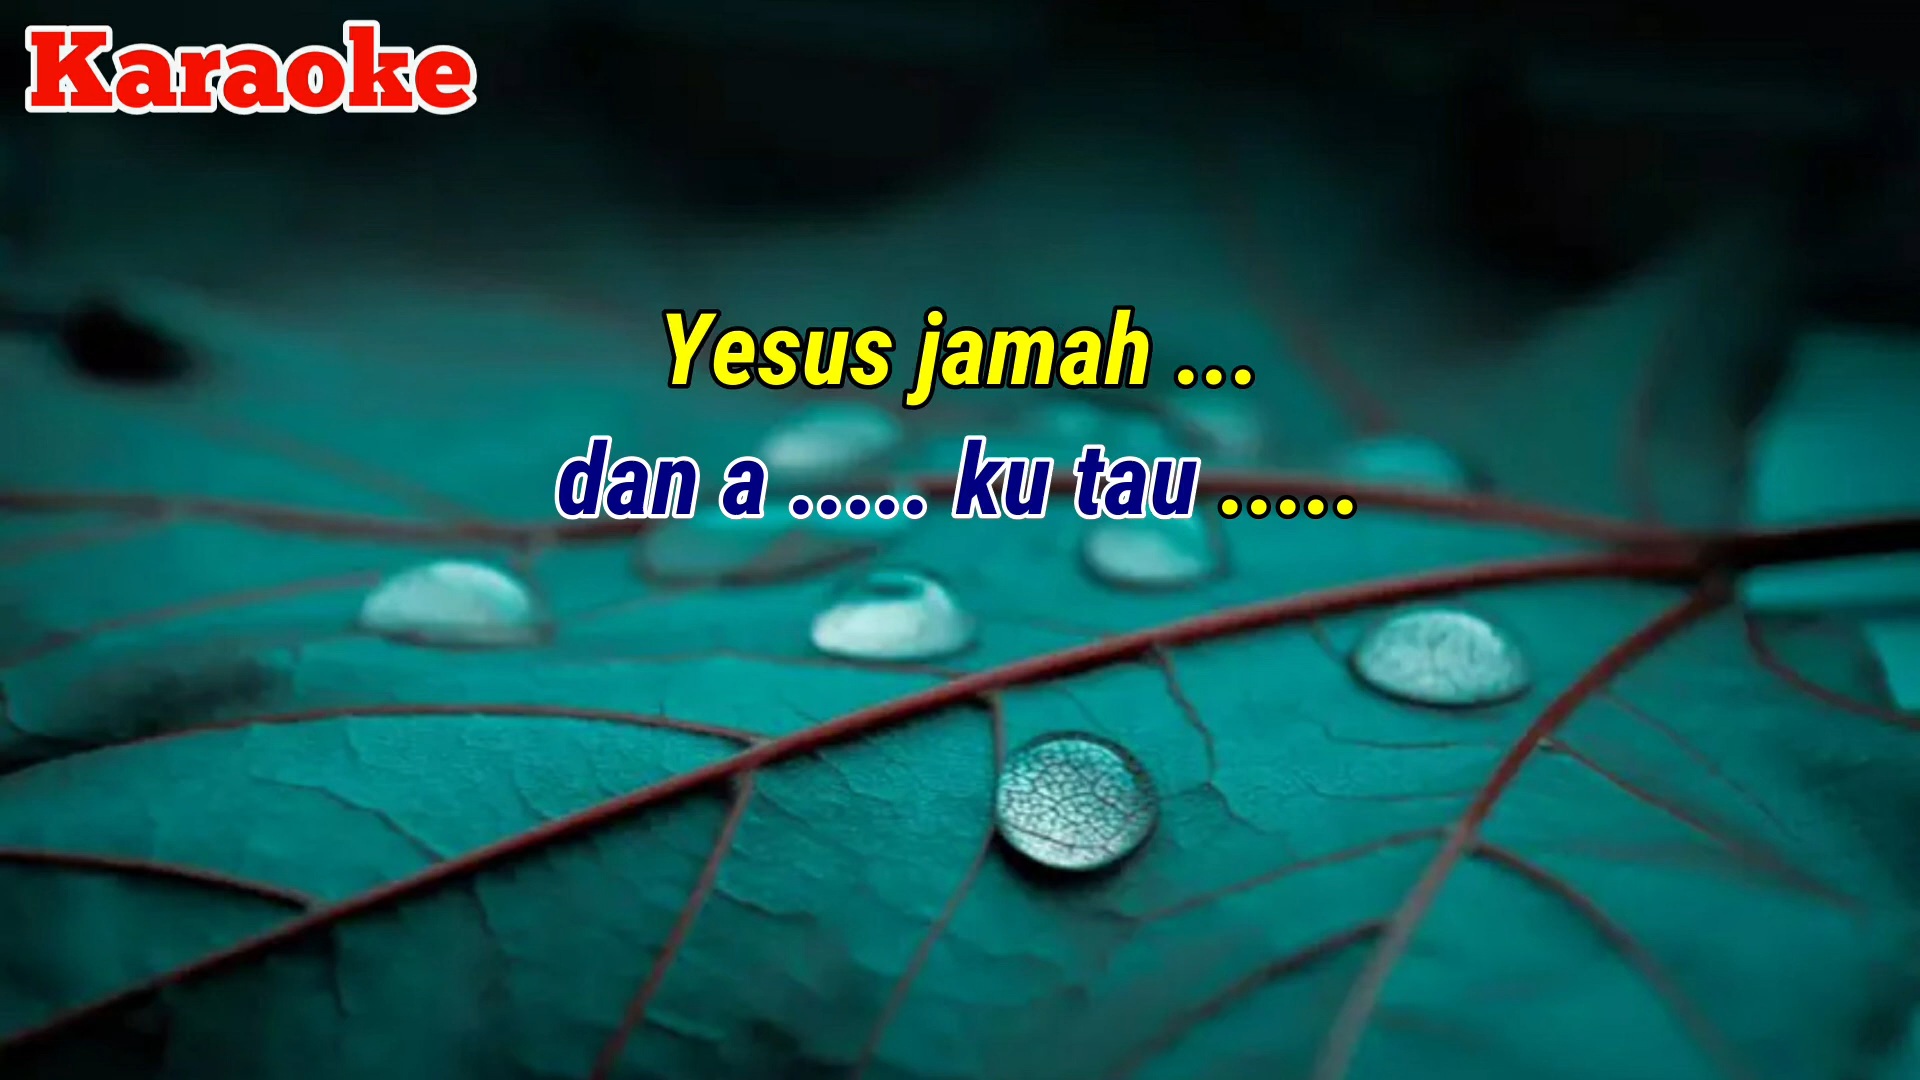 Karaoke
Yesus jamah ...
dan a ..... ku tau .....